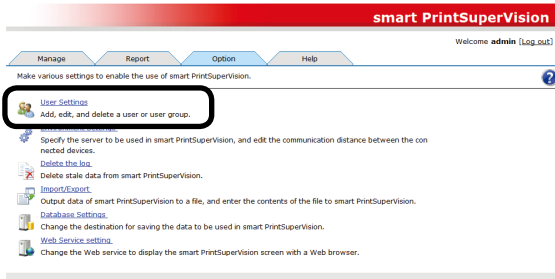 smart PrintSuperVision
Welcome admin [Log out]
Manage Report Option Help
Make various settings to enable the use of smart PrintSuperVision.
User Settings
Add, edit, and delete a user or user group.
Specify the server to be used in smart PrintSuperVision, and edit the communication distance between the con
nected devices.
Delete the log
Delete stale data from smart PrintSuperVision.
Import/Export
Output data of smart PrintSuperVision to a file, and enter the contents of the file to smart PrintSuperVision.
Database Settings
Change the destination for saving the data to be used in smart PrintSuperVision.
Web Service setting
Change the Web service to display the smart PrintSuperVision screen with a Web browser.